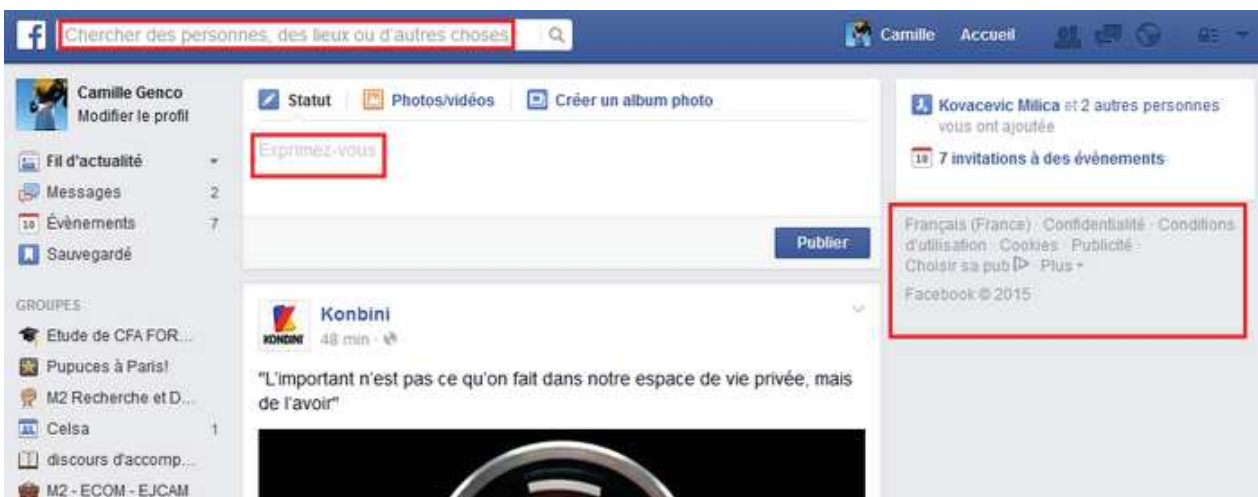 Chercher des personnes, des lieux ou d'autres choses
Camille Accueil
Camille Genco
Modifier le profil
Fil d'actualité
Messages 2
Évènements 7
Sauvegardé
GROUPES
Etude de CFA FOR...
Pupuces à Paris!
M2 Recherche et D...
Celsa 1
discours d'accomp...
M2 - ECOM - EJCAM
Statut Photos/vidéos Créer un album photo
Exprimez-vous
Publier
Konbini
KONBINI
48 min ·
"L'important n'est pas ce qu'on fait dans notre espace de vie privée, mais
de l'avoir"
Kovacevic Milica et 2 autres personnes
vous ont ajoutée
10 7 invitations à des évènements
Français (France) · Confidentialité · Conditions
d'utilisation · Cookies · Publicité ·
Choisir sa pub · Plus
Facebook © 2015